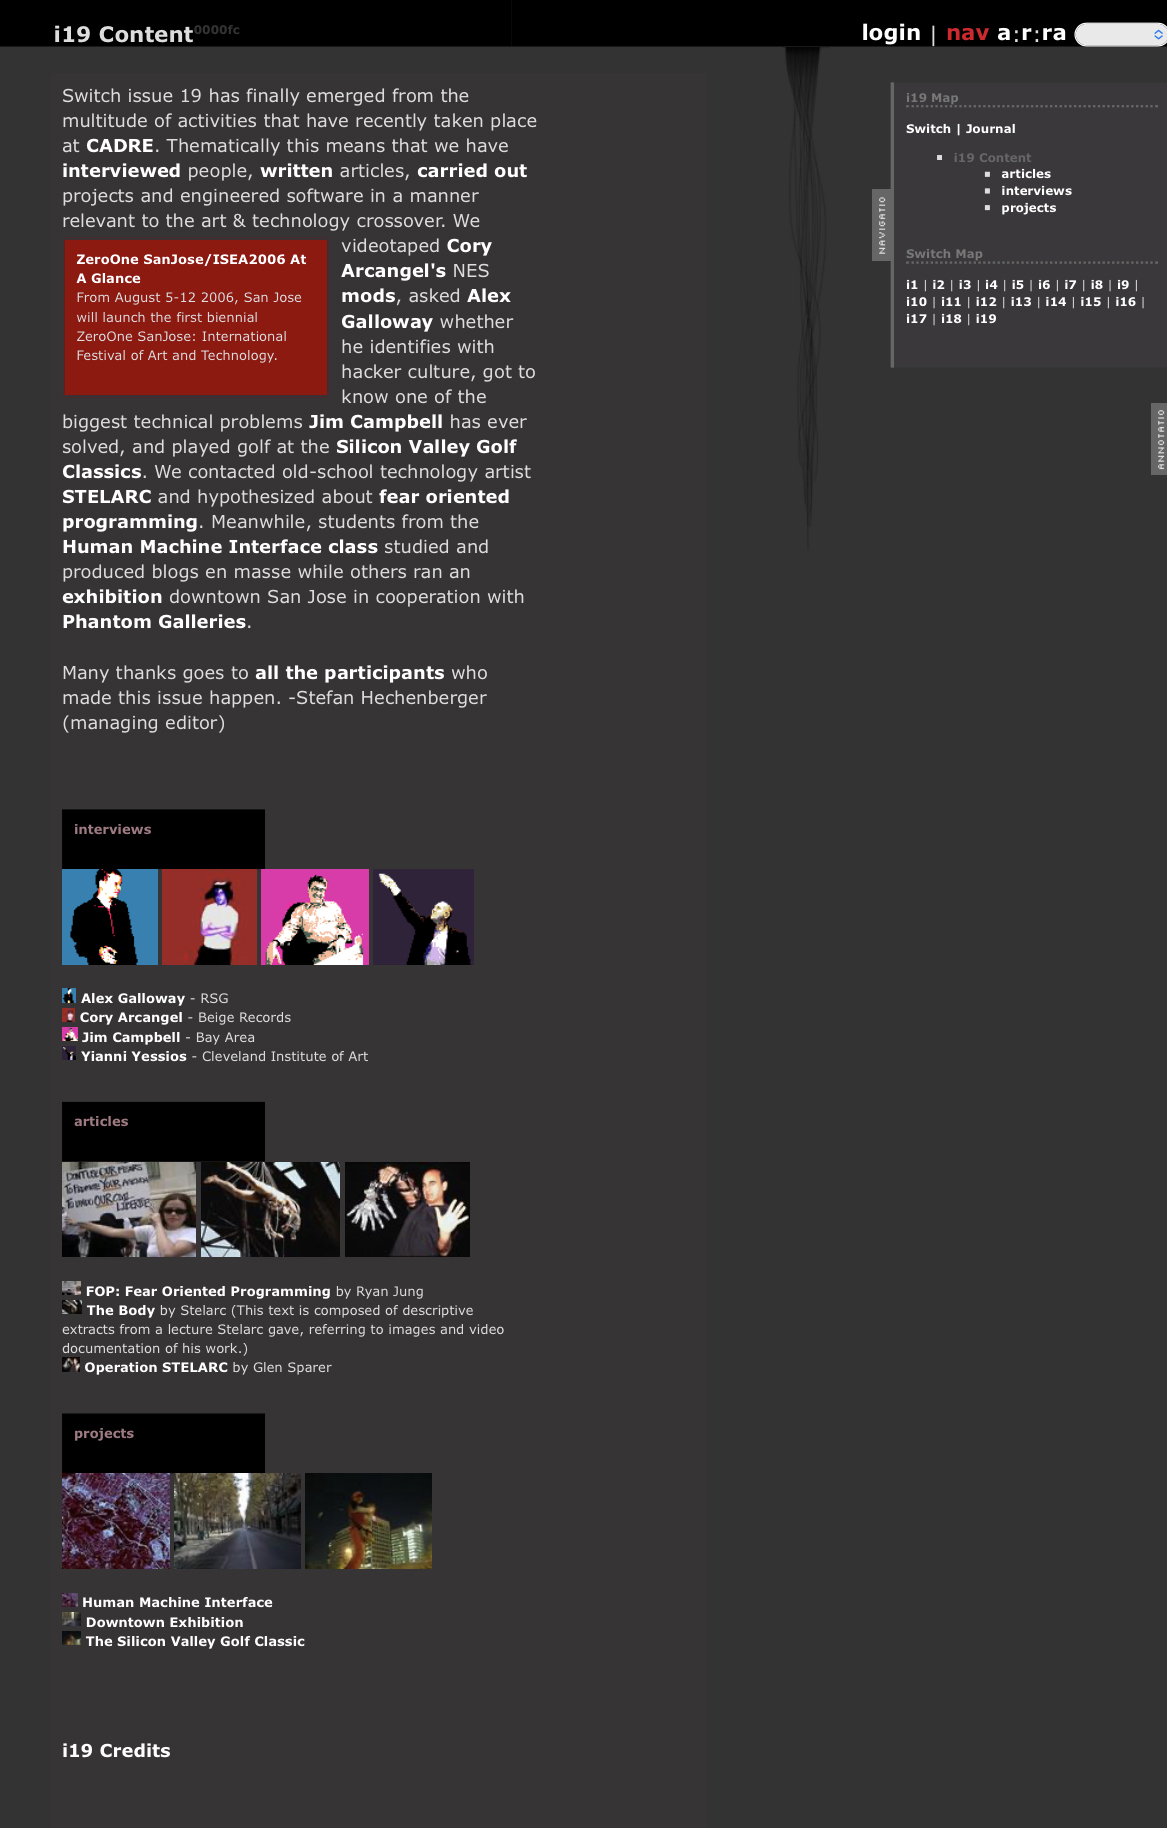 i19 Content0000fc
login | nav a:r:ra
Switch issue 19 has finally emerged from the
multitude of activities that have recently taken place
at CADRE. Thematically this means that we have
interviewed people, written articles, carried out
projects and engineered software in a manner
relevant to the art & technology crossover. We
videotaped Cory
Arcangel's NES
mods, asked Alex
Galloway whether
he identifies with
hacker culture, got to
know one of the
ZeroOne SanJose/ISEA2006 At
A Glance
From August 5-12 2006, San Jose
will launch the first biennial
ZeroOne SanJose: International
Festival of Art and Technology.
biggest technical problems Jim Campbell has ever
solved, and played golf at the Silicon Valley Golf
Classics. We contacted old-school technology artist
STELARC and hypothesized about fear oriented
programming. Meanwhile, students from the
Human Machine Interface class studied and
produced blogs en masse while others ran an
exhibition downtown San Jose in cooperation with
Phantom Galleries.
Many thanks goes to all the participants who
made this issue happen. -Stefan Hechenberger
(managing editor)
interviews
Alex Galloway - RSG
Cory Arcangel - Beige Records
Jim Campbell - Bay Area
Yianni Yessios - Cleveland Institute of Art
articles
DON'T USE OUR FEARS
TO PROMOTE YOUR AGENDA
TO UNDO OUR CIVIL LIBERTIES
FOP: Fear Oriented Programming by Ryan Jung
The Body by Stelarc (This text is composed of descriptive
extracts from a lecture Stelarc gave, referring to images and video
documentation of his work.)
Operation STELARC by Glen Sparer
projects
Human Machine Interface
Downtown Exhibition
The Silicon Valley Golf Classic
i19 Credits
i19 Map
Switch | Journal
i19 Content
articles
interviews
projects
NAVIGATIO
Switch Map
i1 | i2 | i3 | i4 | i5 | i6 | i7 | i8 | i9 |
i10 | i11 | i12 | i13 | i14 | i15 | i16 |
i17 | i18 | i19
ANNOTATIO